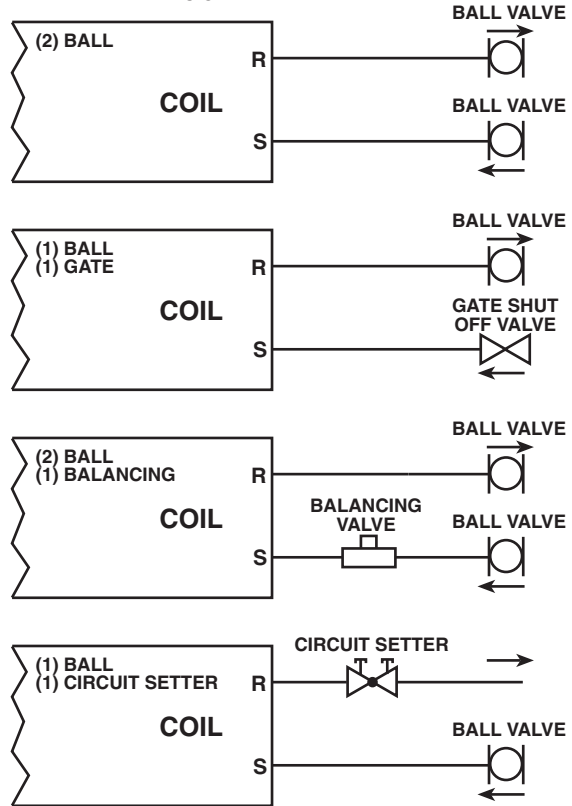 BALL VALVE
(2) BALL
R
COIL
BALL VALVE
S
BALL VALVE
(1) BALL
(1) GATE
R
COIL
GATE SHUT
OFF VALVE
S
BALL VALVE
(2) BALL
(1) BALANCING
R
BALANCING
VALVE
BALL VALVE
COIL
S
CIRCUIT SETTER
(1) BALL
(1) CIRCUIT SETTER
R
COIL
BALL VALVE
S